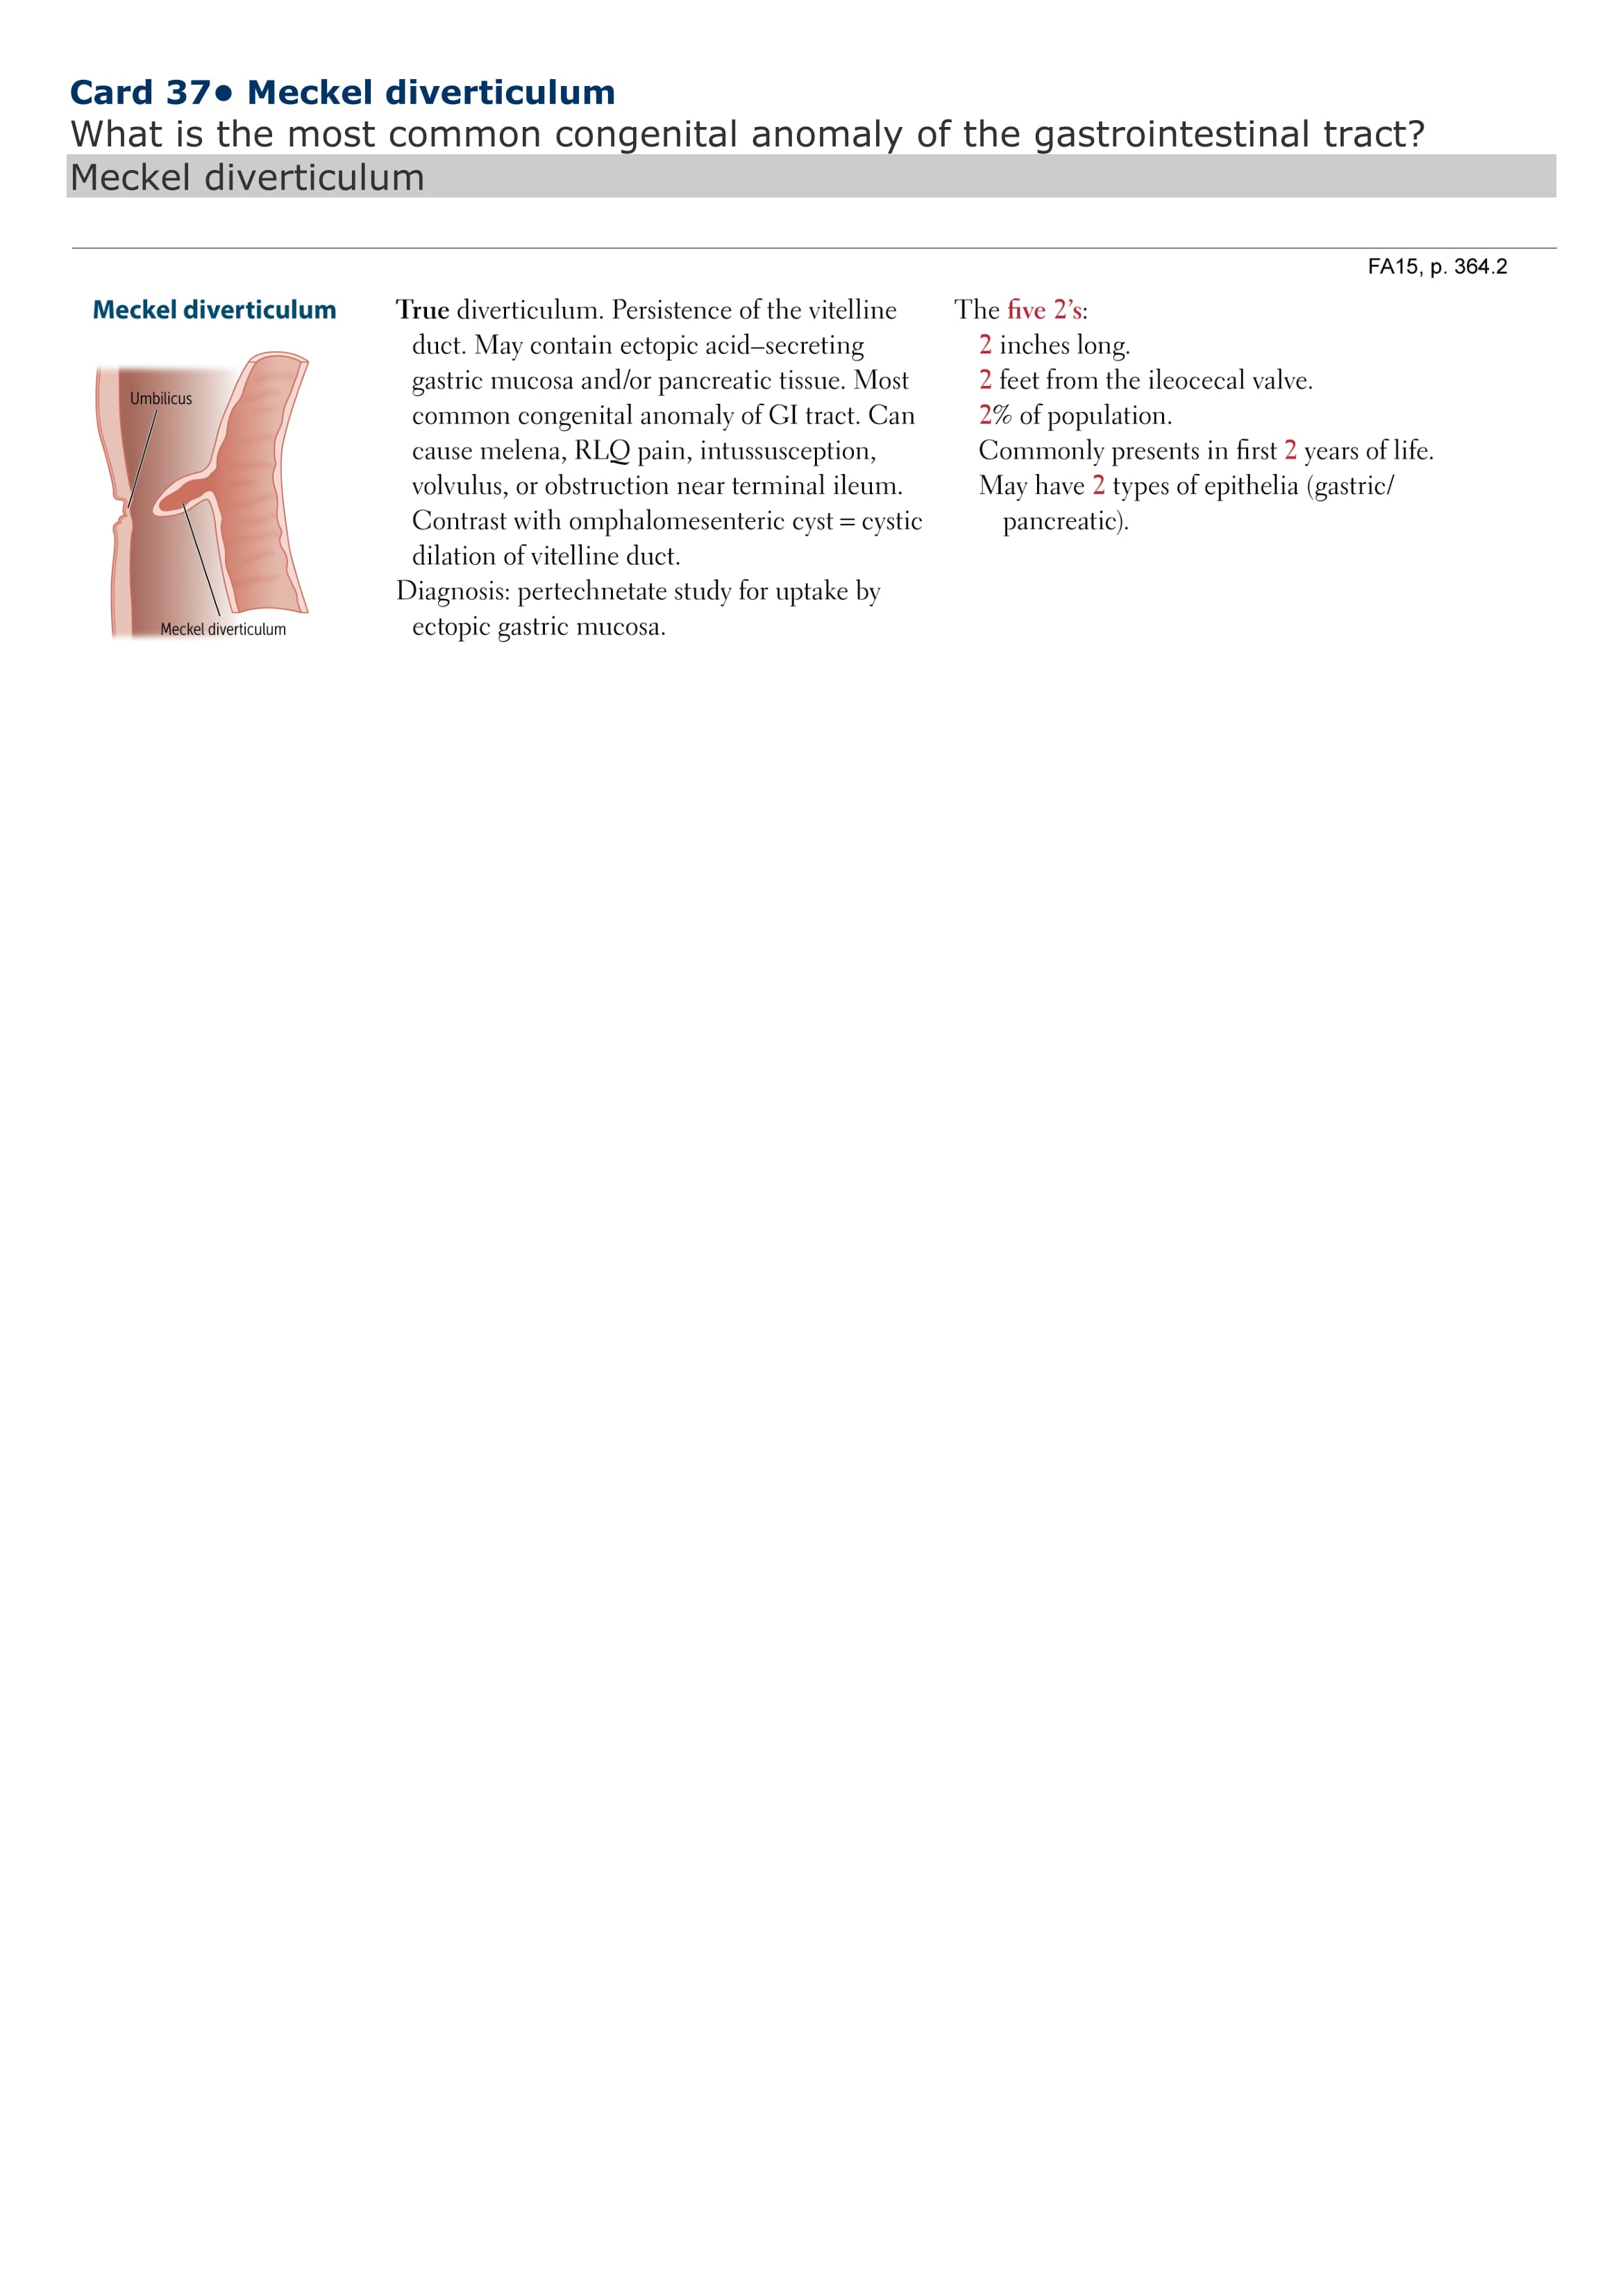 Card 37● Meckel diverticulum
What is the most common congenital anomaly of the gastrointestinal tract?
Meckel diverticulum
FA15, p. 364.2
Meckel diverticulum
Umbilicus
Meckel diverticulum
True diverticulum. Persistence of the vitelline
duct. May contain ectopic acid–secreting
gastric mucosa and/or pancreatic tissue. Most
common congenital anomaly of GI tract. Can
cause melena, RLQ pain, intussusception,
volvulus, or obstruction near terminal ileum.
Contrast with omphalomesenteric cyst = cystic
dilation of vitelline duct.
Diagnosis: pertechnetate study for uptake by
ectopic gastric mucosa.
The five 2’s:
2 inches long.
2 feet from the ileocecal valve.
2% of population.
Commonly presents in first 2 years of life.
May have 2 types of epithelia (gastric/
pancreatic).